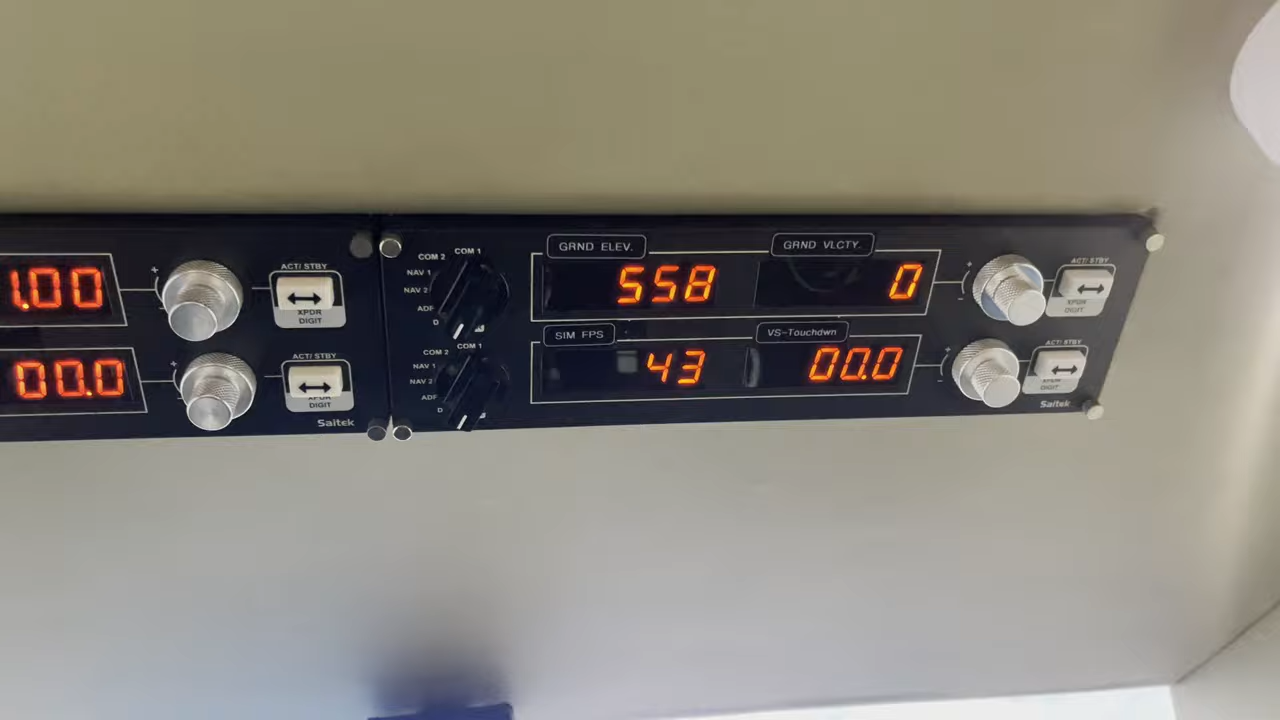 1.00
+
ACT/ STBY
XPDR
DIGIT
00.0
+
ACT/ STBY
XPDR
DIGIT
Saitek
COM 2 COM 1
NAV 1
NAV 2
ADF
D
GRND ELEV.
558
GRND VLCTY.
0
+
-
ACT/ STBY
XPDR
DIGIT
COM 2 COM 1
NAV 1
NAV 2
ADF
D
SIM FPS
43
VS-Touchdwn
00.0
+
-
ACT/ STBY
XPDR
DIGIT
Saitek